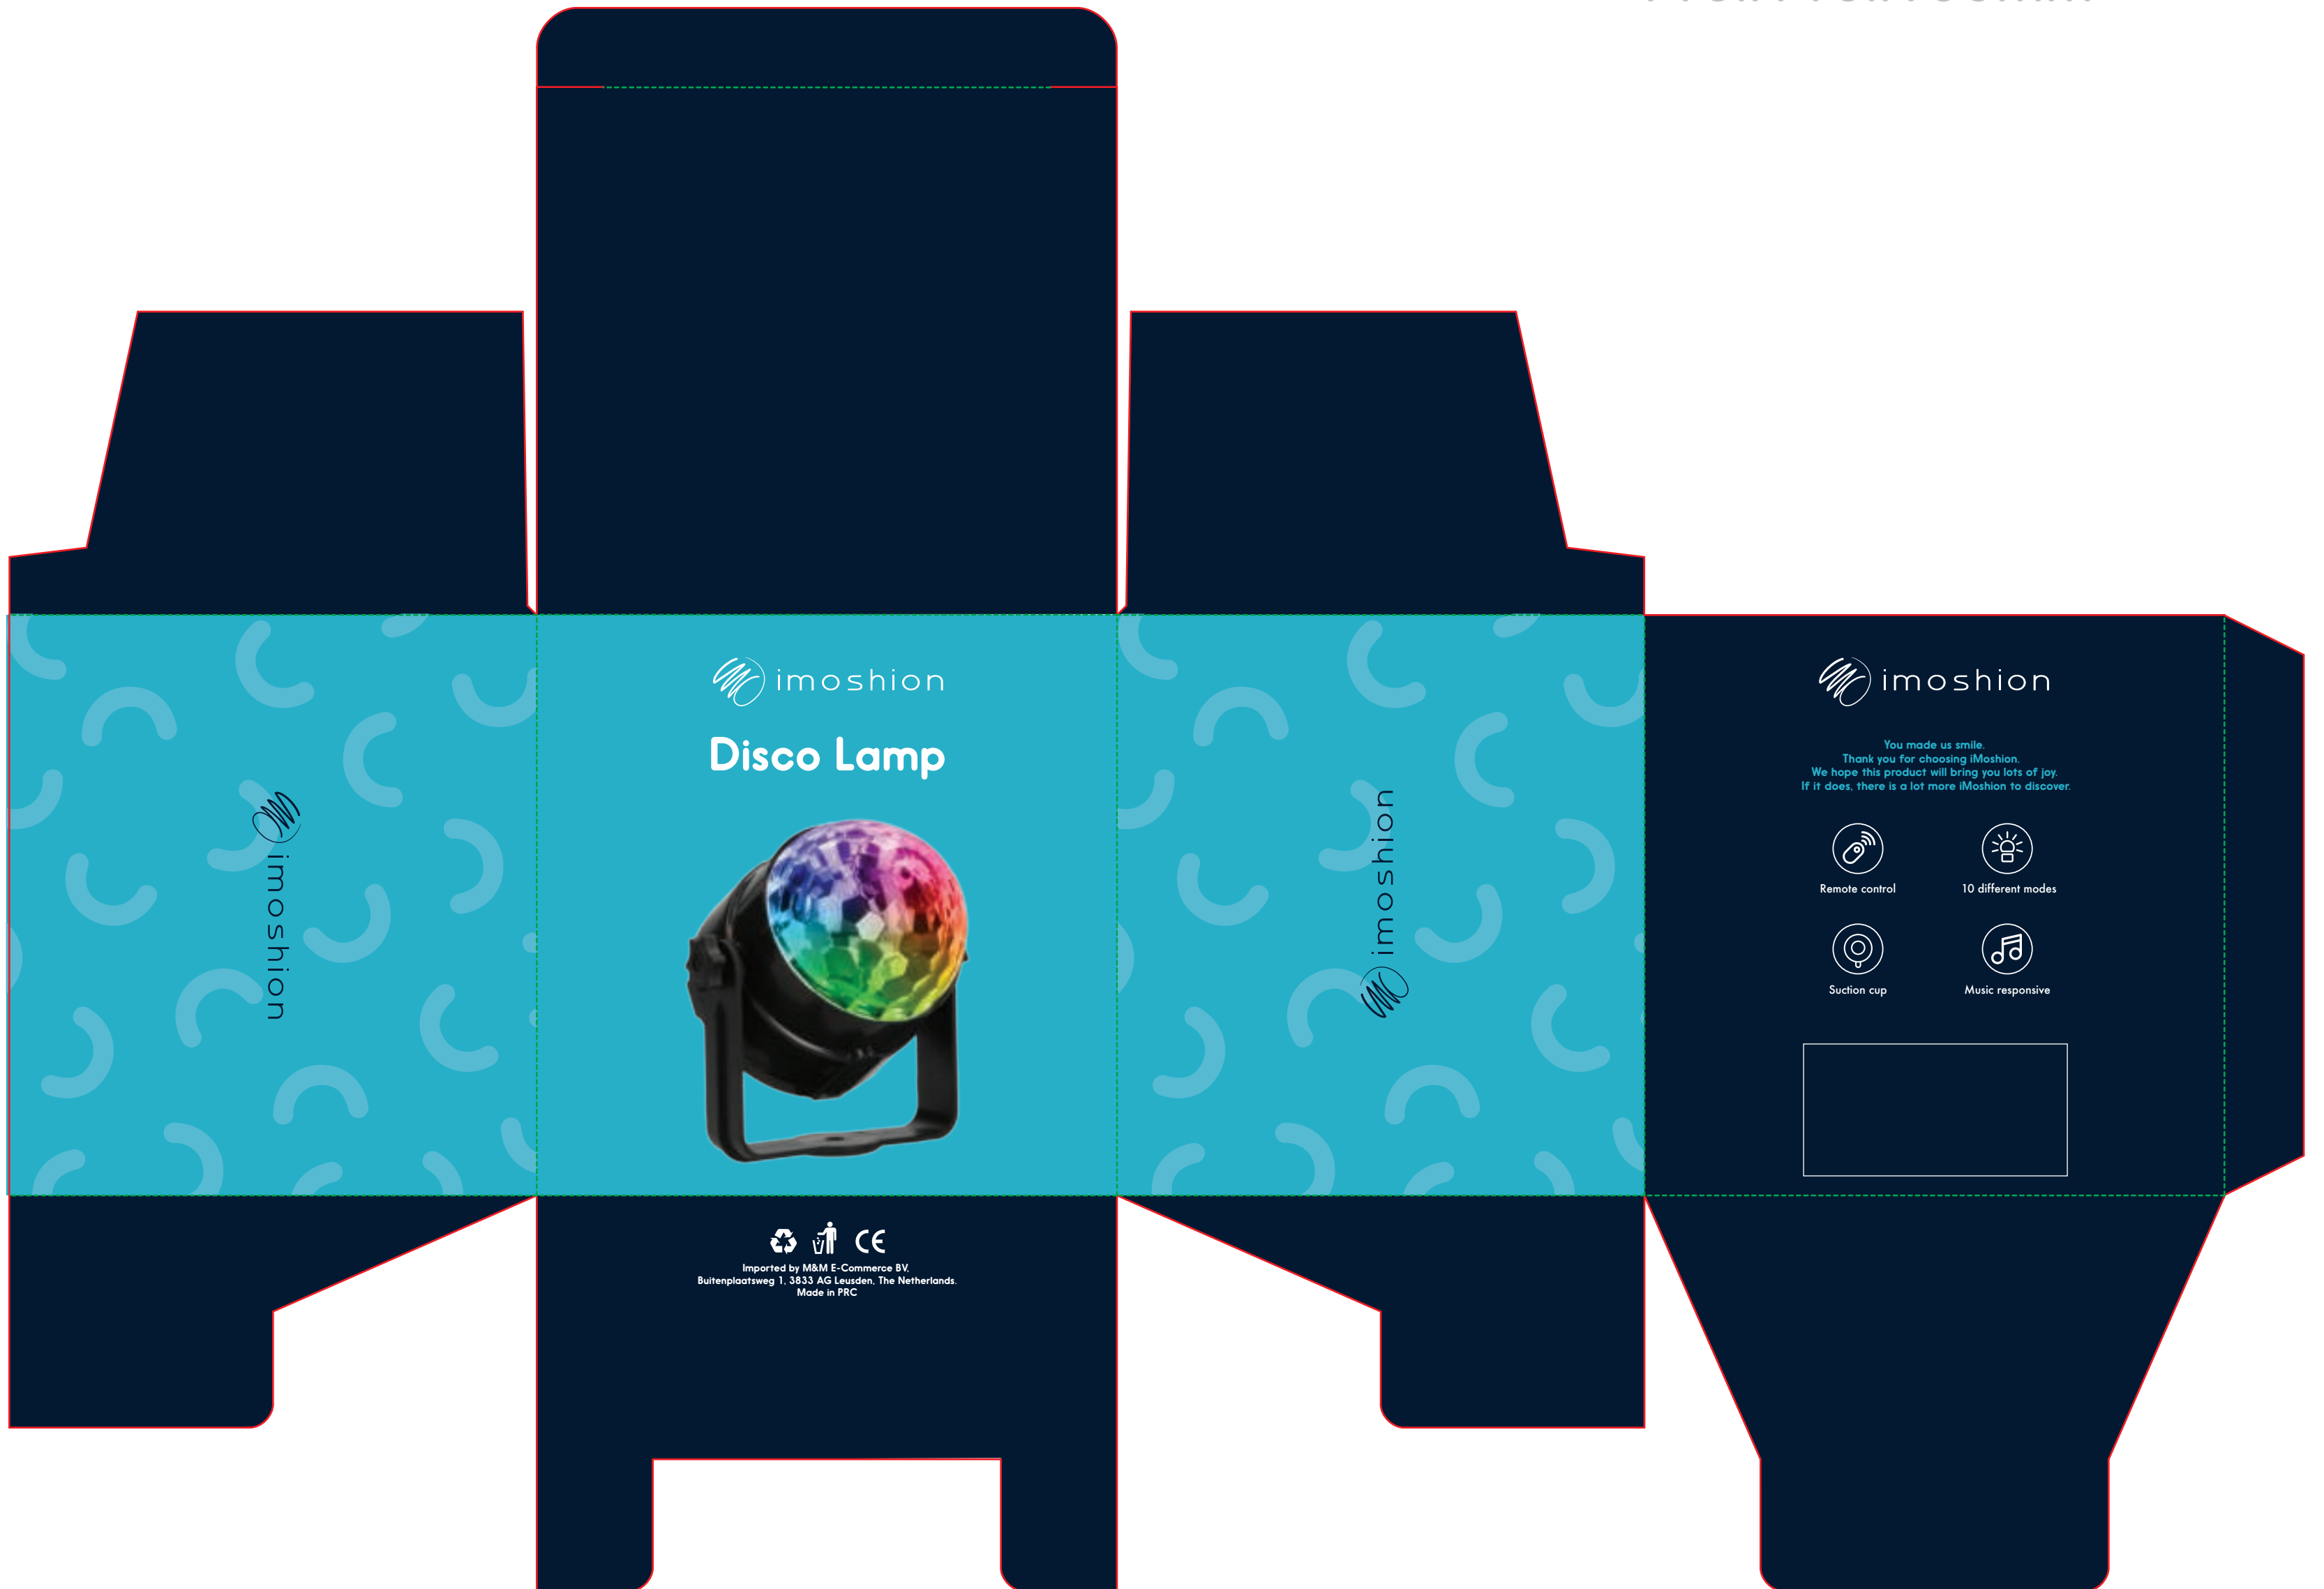 imoshion
Disco Lamp
imoshion
imoshion
imoshion
You made us smile.
Thank you for choosing iMoshion.
We hope this product will bring you lots of joy.
If it does, there is a lot more iMoshion to discover.
Remote control
10 different modes
Suction cup
Music responsive
CE
Imported by M&M E-Commerce BV,
Buitenplaatsweg 1, 3833 AG Leusden, The Netherlands.
Made in PRC